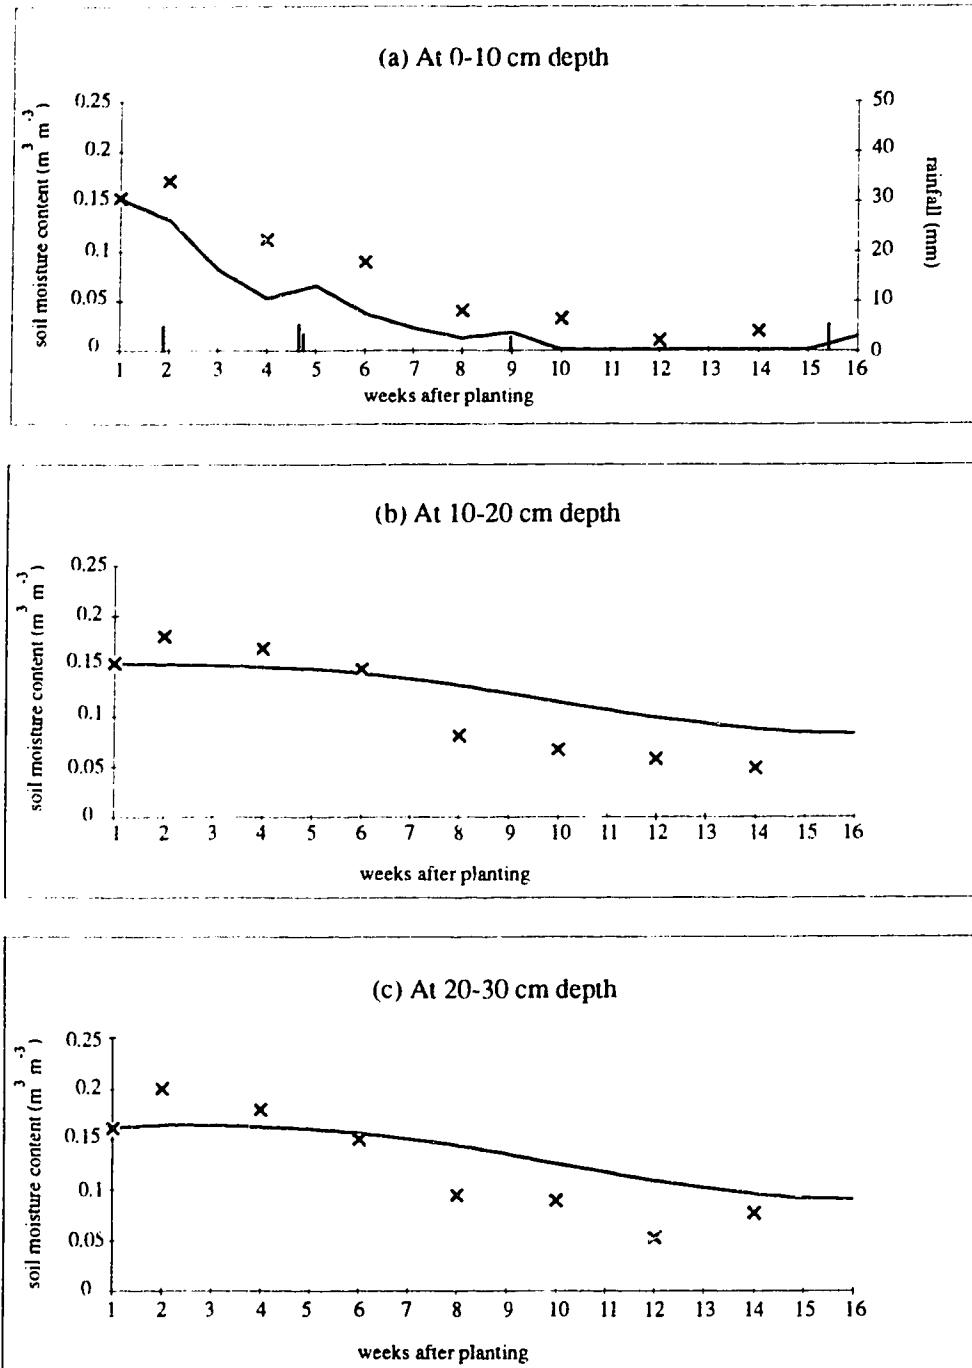 (a) At 0-10 cm depth
soil moisture content (m³ m⁻³)
0.25
0.2
0.15
0.1
0.05
0
50
40
30
20
10
0
rainfall (mm)
1 2 3 4 5 6 7 8 9 10 11 12 13 14 15 16
weeks after planting
(b) At 10-20 cm depth
soil moisture content (m³ m⁻³)
0.25
0.2
0.15
0.1
0.05
0
1 2 3 4 5 6 7 8 9 10 11 12 13 14 15 16
weeks after planting
(c) At 20-30 cm depth
soil moisture content (m³ m⁻³)
0.25
0.2
0.15
0.1
0.05
0
1 2 3 4 5 6 7 8 9 10 11 12 13 14 15 16
weeks after planting